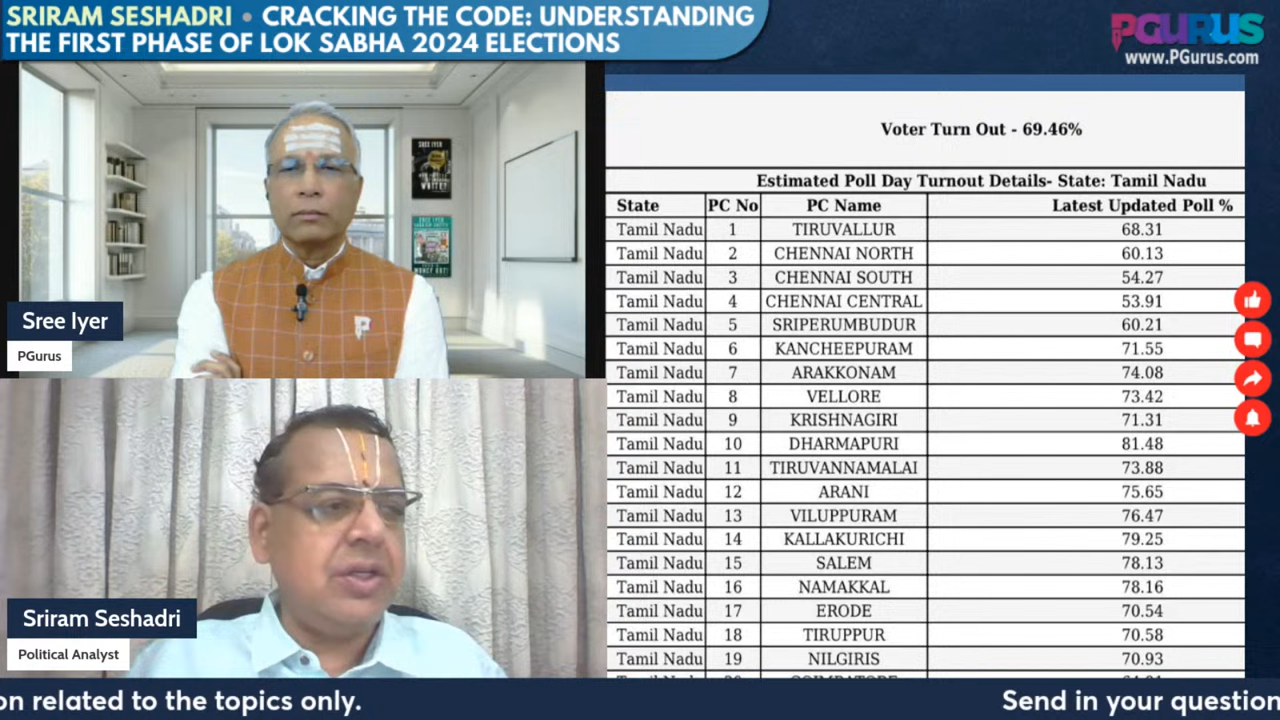 SRIRAM SESHADRI • CRACKING THE CODE: UNDERSTANDING
THE FIRST PHASE OF LOK SABHA 2024 ELECTIONS
PGURUS
www.PGurus.com
SREE IYER
Sree Iyer
PGurus
Sriram Seshadri
Political Analyst
Voter Turn Out - 69.46%
Estimated Poll Day Turnout Details- State: Tamil Nadu
State PC No PC Name Latest Updated Poll %
Tamil Nadu 1 TIRUVALLUR 68.31
Tamil Nadu 2 CHENNAI NORTH 60.13
Tamil Nadu 3 CHENNAI SOUTH 54.27
Tamil Nadu 4 CHENNAI CENTRAL 53.91
Tamil Nadu 5 SRIPERUMBUDUR 60.21
Tamil Nadu 6 KANCHEEPURAM 71.55
Tamil Nadu 7 ARAKKONAM 74.08
Tamil Nadu 8 VELLORE 73.42
Tamil Nadu 9 KRISHNAGIRI 71.31
Tamil Nadu 10 DHARMAPURI 81.48
Tamil Nadu 11 TIRUVANNAMALAI 73.88
Tamil Nadu 12 ARANI 75.65
Tamil Nadu 13 VILUPPURAM 76.47
Tamil Nadu 14 KALLAKURICHI 79.25
Tamil Nadu 15 SALEM 78.13
Tamil Nadu 16 NAMAKKAL 78.16
Tamil Nadu 17 ERODE 70.54
Tamil Nadu 18 TIRUPPUR 70.58
Tamil Nadu 19 NILGIRIS 70.93
on related to the topics only. Send in your question